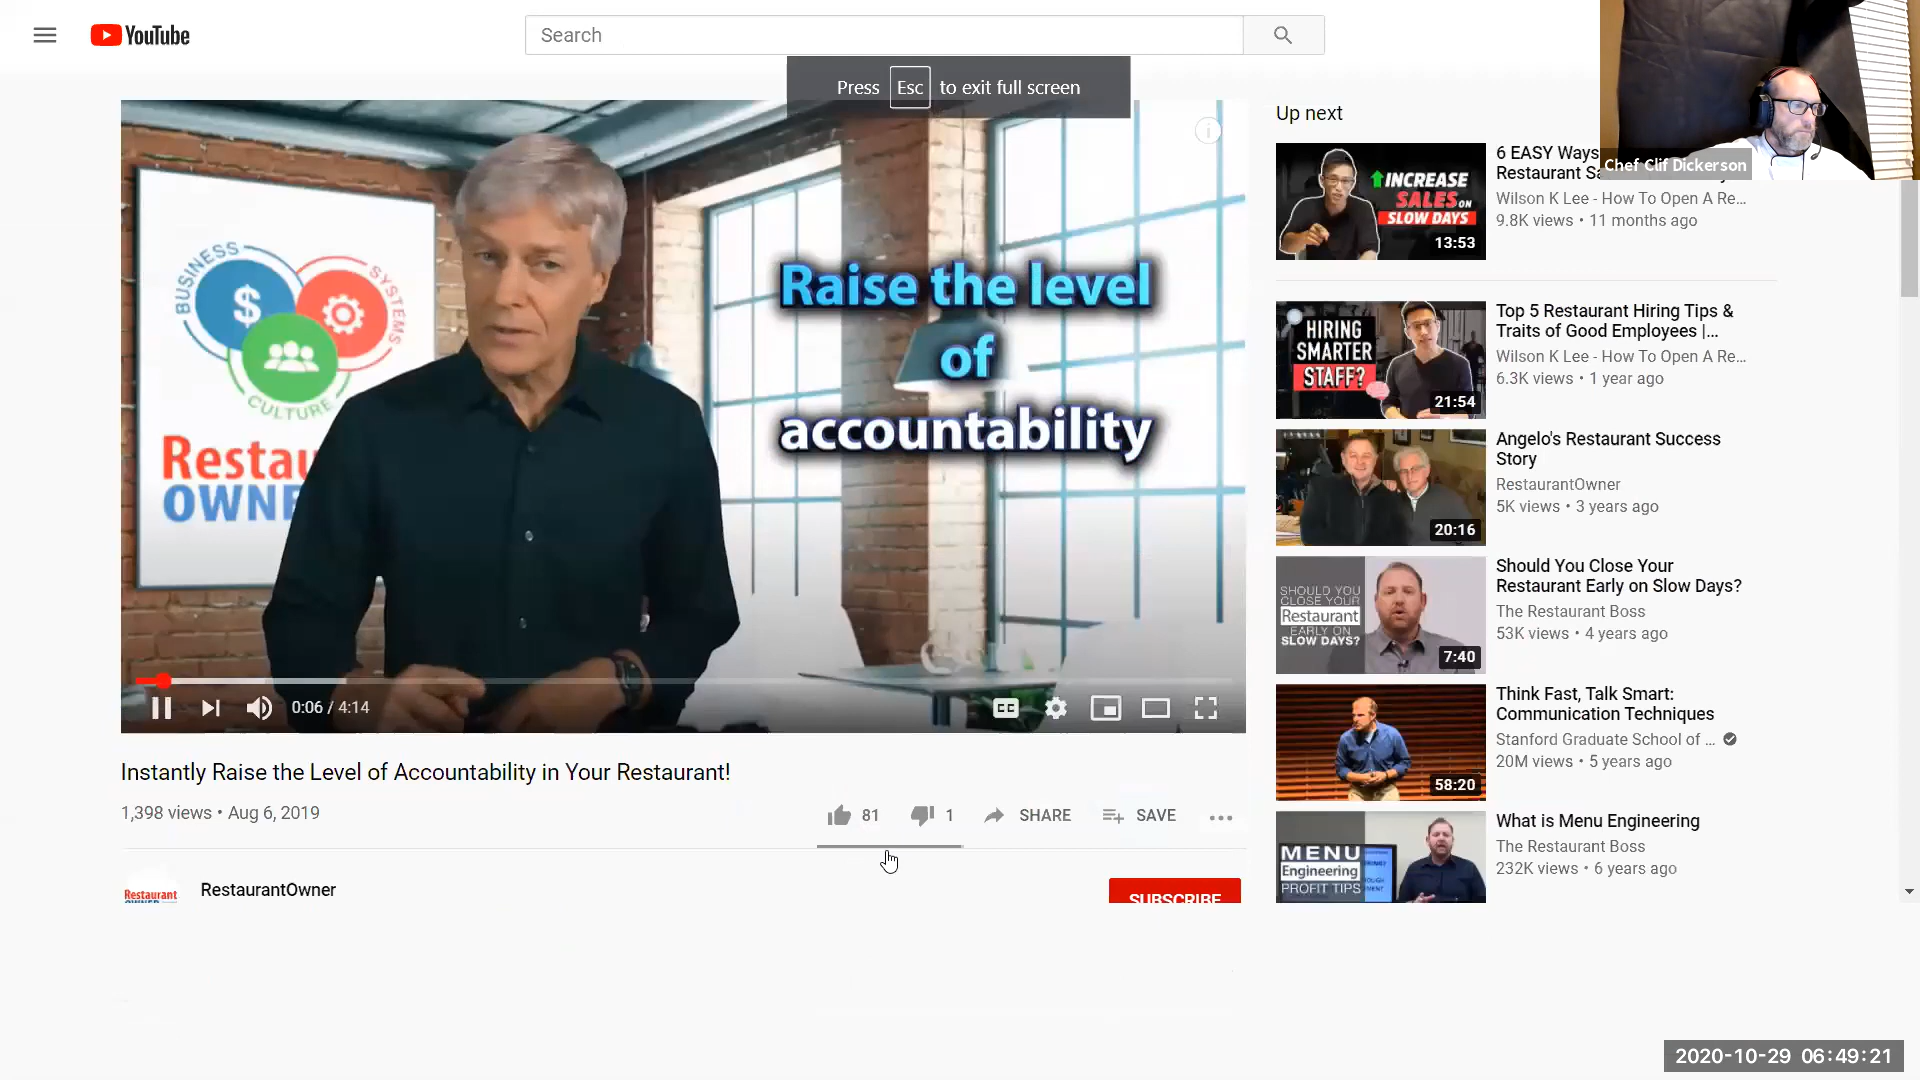 YouTube
Search
Press Esc to exit full screen
BUSINESS
SYSTEMS
CULTURE
Restau
OWNE
Raise the level
of
accountability
0:06 / 4:14
CC
Instantly Raise the Level of Accountability in Your Restaurant!
1,398 views • Aug 6, 2019
81
1
SHARE
SAVE
Restaurant
RestaurantOwner
SUBSCRIBE
Up next
INCREASE
SALES ON
SLOW DAYS
13:53
6 EASY Ways
Restaurant Sa
Wilson K Lee - How To Open A Re...
9.8K views • 11 months ago
Chef Clif Dickerson
HIRING
SMARTER
STAFF?
21:54
Top 5 Restaurant Hiring Tips &
Traits of Good Employees |...
Wilson K Lee - How To Open A Re...
6.3K views • 1 year ago
20:16
Angelo's Restaurant Success
Story
RestaurantOwner
5K views • 3 years ago
SHOULD YOU
CLOSE YOUR
Restaurant
EARLY ON
SLOW DAYS?
7:40
Should You Close Your
Restaurant Early on Slow Days?
The Restaurant Boss
53K views • 4 years ago
58:20
Think Fast, Talk Smart:
Communication Techniques
Stanford Graduate School of ...
20M views • 5 years ago
MENU
Engineering
PROFIT TIPS
What is Menu Engineering
The Restaurant Boss
232K views • 6 years ago
2020-10-29 06:49:21